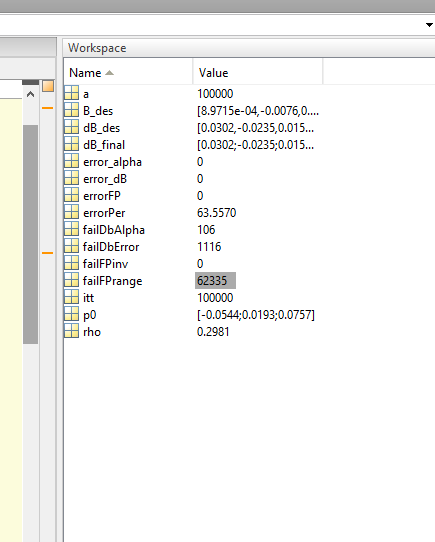 Workspace
Name Value
a 100000
B_des [8.9715e-04,-0.0076,0....
dB_des [0.0302,-0.0235,0.015...
dB_final [0.0302;-0.0235;0.015...
error_alpha 0
error_dB 0
errorFP 0
errorPer 63.5570
failDbAlpha 106
failDbError 1116
failFPinv 0
failFPrange 62335
itt 100000
p0 [-0.0544;0.0193;0.0757]
rho 0.2981